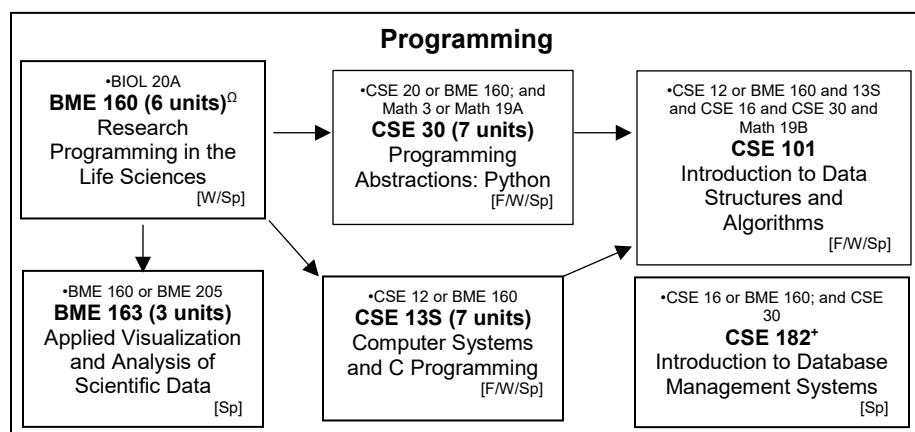 Programming
•BIOL 20A
BME 160 (6 units)Ω
Research
Programming in the
Life Sciences
[W/Sp]
•CSE 20 or BME 160; and
Math 3 or Math 19A
CSE 30 (7 units)
Programming
Abstractions: Python
[F/W/Sp]
•CSE 12 or BME 160 and 13S
and CSE 16 and CSE 30 and
Math 19B
CSE 101
Introduction to Data
Structures and
Algorithms
[F/W/Sp]
•BME 160 or BME 205
BME 163 (3 units)
Applied Visualization
and Analysis of
Scientific Data
[Sp]
•CSE 12 or BME 160
CSE 13S (7 units)
Computer Systems
and C Programming
[F/W/Sp]
•CSE 16 or BME 160; and CSE
30
CSE 182+
Introduction to Database
Management Systems
[Sp]